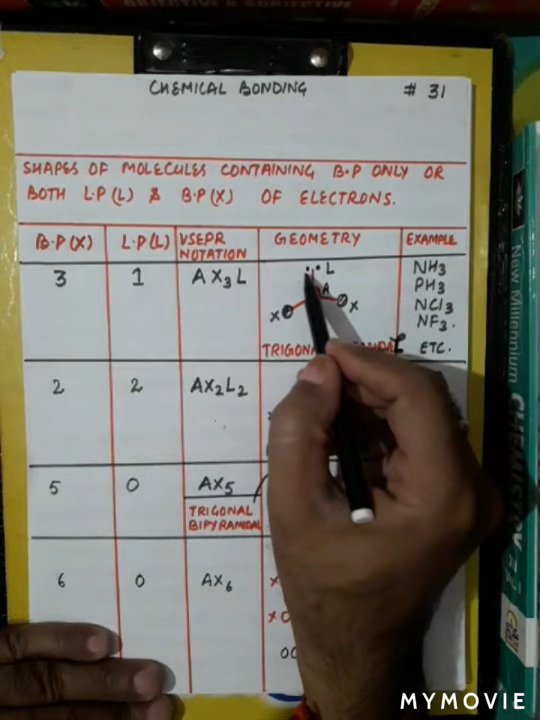 CHEMICAL BONDING # 31
SHAPES OF MOLECULES CONTAINING B.P ONLY OR
BOTH L.P(L) & B.P(X) OF ELECTRONS.
B.P(X) L.P(L) VSEPR NOTATION GEOMETRY EXAMPLE
3 1 AX3L L A X X NH3
PH3
NCl3
NF3.
ETC.
2 2 AX2L2
5 0 AX5
TRIGONAL
BIPYRAMIDAL
6 0 AX6
New Millennium CHEMISTRY
MYMOVIE